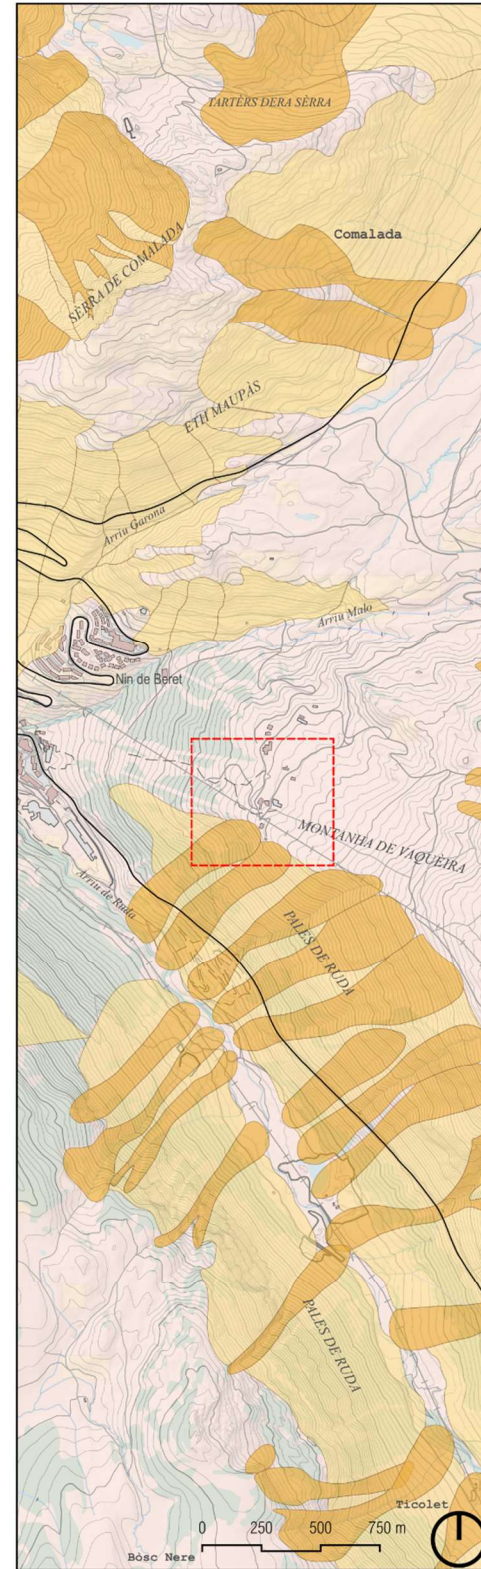 TARTÈRS DERA SÈRRA
Comalada
SÈRRA DE COMALADA
ETH MAUPÀS
Arriu Garona
Arriu Malo
Nin de Beret
MONTANHA DE VAQUEIRA
Arriu de Ruda
PALES DE RUDA
PALES DE RUDA
Ticolet
0 250 500 750 m
Bòsc Nere